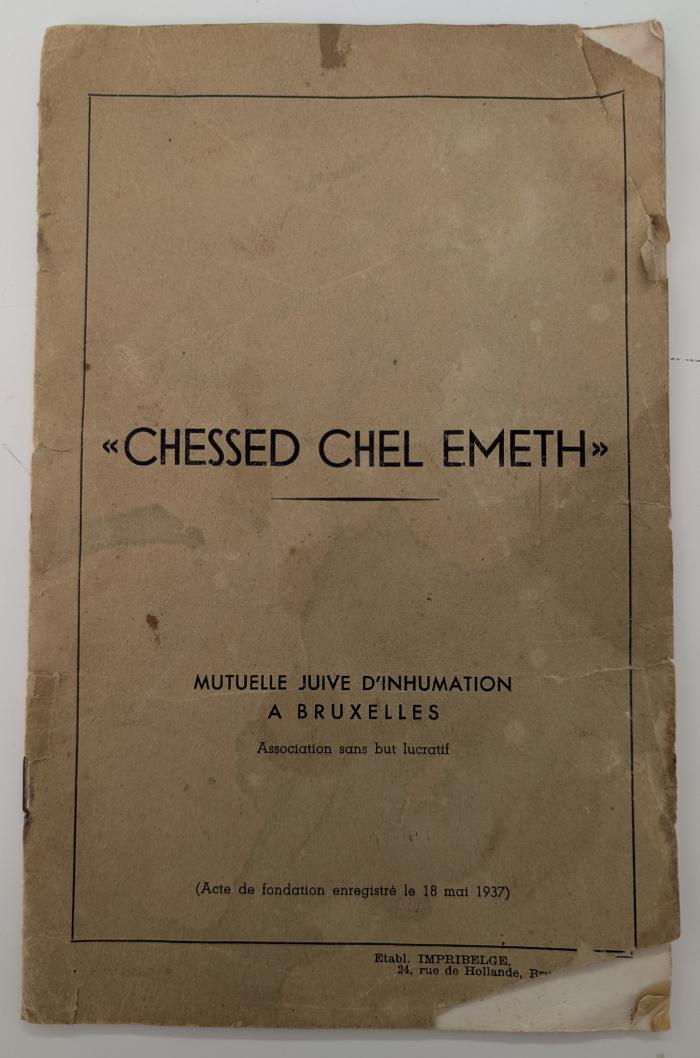 «CHESSED CHEL EMETH»
MUTUELLE JUIVE D'INHUMATION
A BRUXELLES
Association sans but lucratif
(Acte de fondation enregistré le 18 mai 1937)
Etabl. IMPRIBELGE,
24, rue de Hollande,